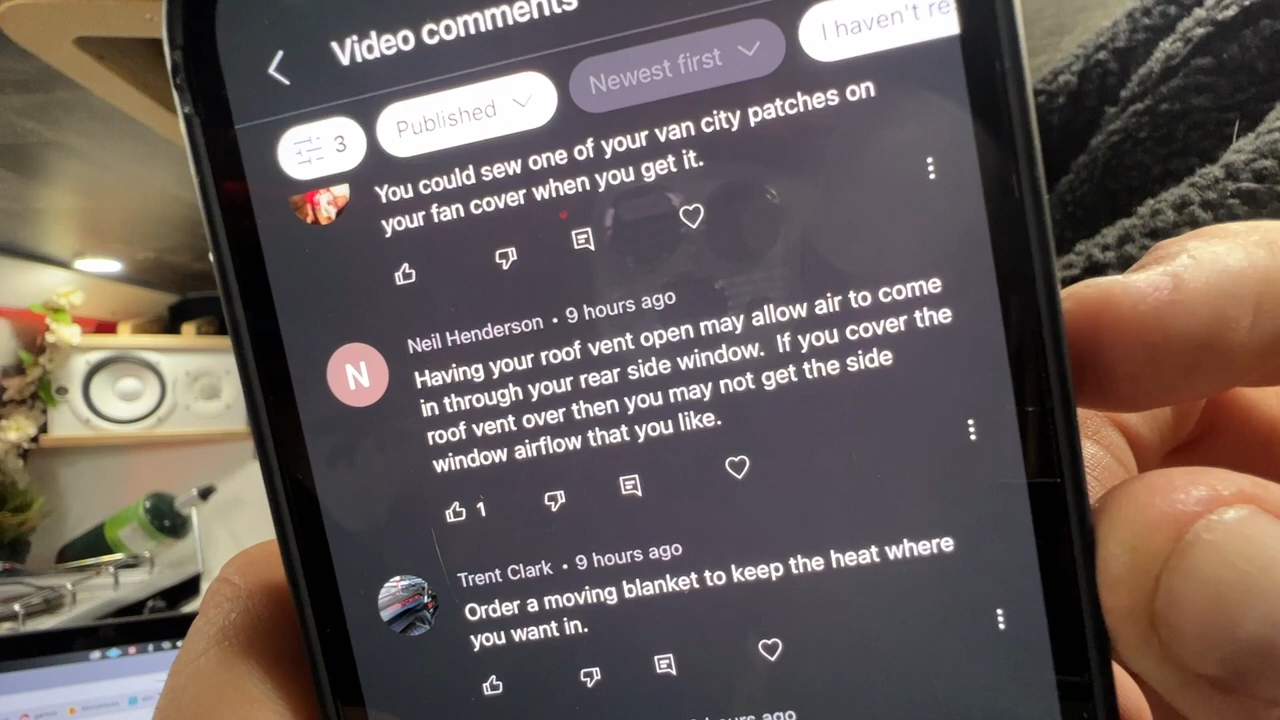 Video comments
3
Published
Newest first
I haven't re
You could sew one of your van city patches on
your fan cover when you get it.
Neil Henderson • 9 hours ago
N
Having your roof vent open may allow air to come
in through your rear side window. If you cover the
roof vent over then you may not get the side
window airflow that you like.
1
Trent Clark • 9 hours ago
Order a moving blanket to keep the heat where
you want in.
hours ago